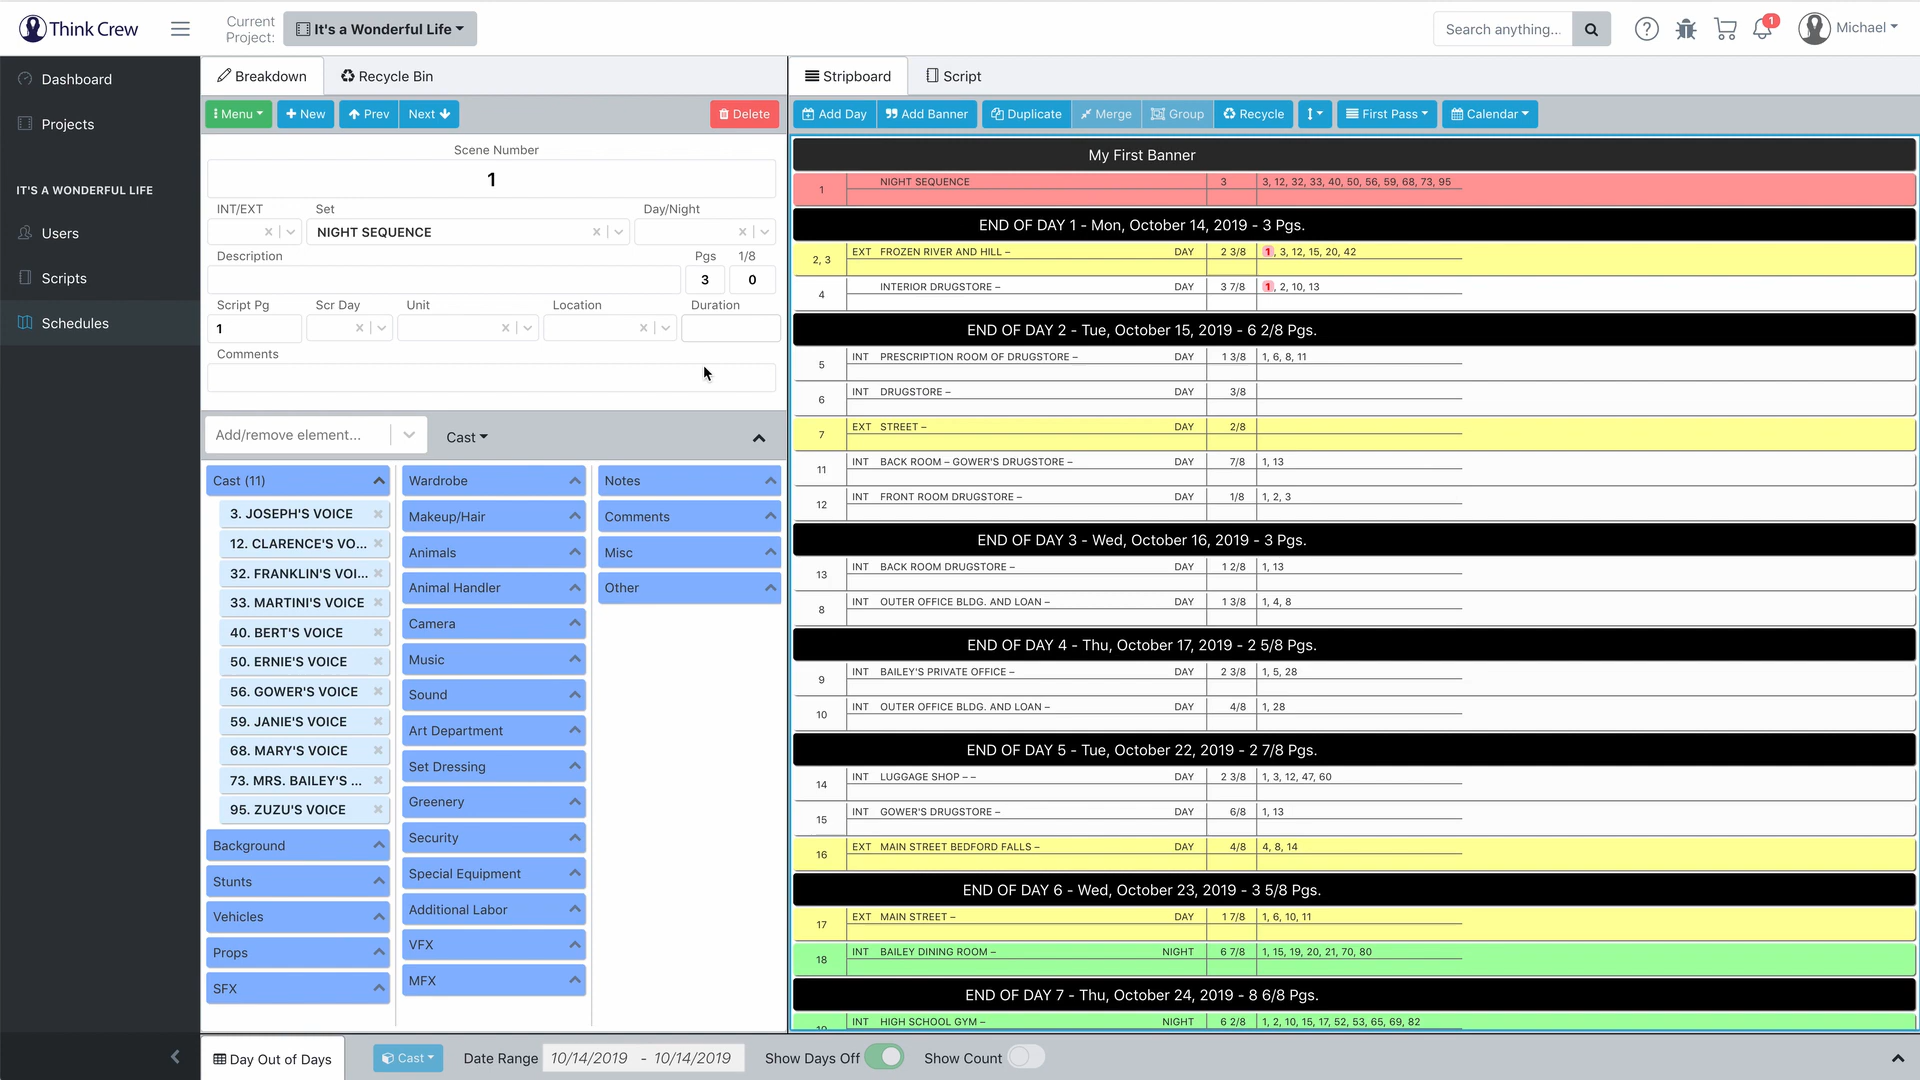 Think Crew
Current Project:
It's a Wonderful Life
Search anything...
1
Michael
Dashboard
Projects
IT'S A WONDERFUL LIFE
Users
Scripts
Schedules
Breakdown
Recycle Bin
Menu
New
Prev
Next
Delete
Scene Number
1
INT/EXT
Set
Day/Night
NIGHT SEQUENCE
Description
Pgs
1/8
3
0
Script Pg
Scr Day
Unit
Location
Duration
1
Comments
Add/remove element...
Cast
Cast (11)
3. JOSEPH'S VOICE
12. CLARENCE'S VO...
32. FRANKLIN'S VOI...
33. MARTINI'S VOICE
40. BERT'S VOICE
50. ERNIE'S VOICE
56. GOWER'S VOICE
59. JANIE'S VOICE
68. MARY'S VOICE
73. MRS. BAILEY'S ...
95. ZUZU'S VOICE
Background
Stunts
Vehicles
Props
SFX
Wardrobe
Makeup/Hair
Animals
Animal Handler
Camera
Music
Sound
Art Department
Set Dressing
Greenery
Security
Special Equipment
Additional Labor
VFX
MFX
Notes
Comments
Misc
Other
Stripboard
Script
Add Day
Add Banner
Duplicate
Merge
Group
Recycle
First Pass
Calendar
My First Banner
1 NIGHT SEQUENCE 3 3, 12, 32, 33, 40, 50, 56, 59, 68, 73, 95
END OF DAY 1 - Mon, October 14, 2019 - 3 Pgs.
2, 3 EXT FROZEN RIVER AND HILL – DAY 2 3/8 1, 3, 12, 15, 20, 42
4 INTERIOR DRUGSTORE – DAY 3 7/8 1, 2, 10, 13
END OF DAY 2 - Tue, October 15, 2019 - 6 2/8 Pgs.
5 INT PRESCRIPTION ROOM OF DRUGSTORE – DAY 1 3/8 1, 6, 8, 11
6 INT DRUGSTORE – DAY 3/8
7 EXT STREET – DAY 2/8
11 INT BACK ROOM – GOWER'S DRUGSTORE – DAY 7/8 1, 13
12 INT FRONT ROOM DRUGSTORE – DAY 1/8 1, 2, 3
END OF DAY 3 - Wed, October 16, 2019 - 3 Pgs.
13 INT BACK ROOM DRUGSTORE – DAY 1 2/8 1, 13
8 INT OUTER OFFICE BLDG. AND LOAN – DAY 1 3/8 1, 4, 8
END OF DAY 4 - Thu, October 17, 2019 - 2 5/8 Pgs.
9 INT BAILEY'S PRIVATE OFFICE – DAY 2 3/8 1, 5, 28
10 INT OUTER OFFICE BLDG. AND LOAN – DAY 4/8 1, 28
END OF DAY 5 - Tue, October 22, 2019 - 2 7/8 Pgs.
14 INT LUGGAGE SHOP – – DAY 2 3/8 1, 3, 12, 47, 60
15 INT GOWER'S DRUGSTORE – DAY 6/8 1, 13
16 EXT MAIN STREET BEDFORD FALLS – DAY 4/8 4, 8, 14
END OF DAY 6 - Wed, October 23, 2019 - 3 5/8 Pgs.
17 EXT MAIN STREET – DAY 1 7/8 1, 6, 10, 11
18 INT BAILEY DINING ROOM – NIGHT 6 7/8 1, 15, 19, 20, 21, 70, 80
END OF DAY 7 - Thu, October 24, 2019 - 8 6/8 Pgs.
INT HIGH SCHOOL GYM – NIGHT 6 2/8 1, 2, 10, 15, 17, 52, 53, 65, 69, 82
Day Out of Days
Cast
Date Range
10/14/2019 - 10/14/2019
Show Days Off
Show Count